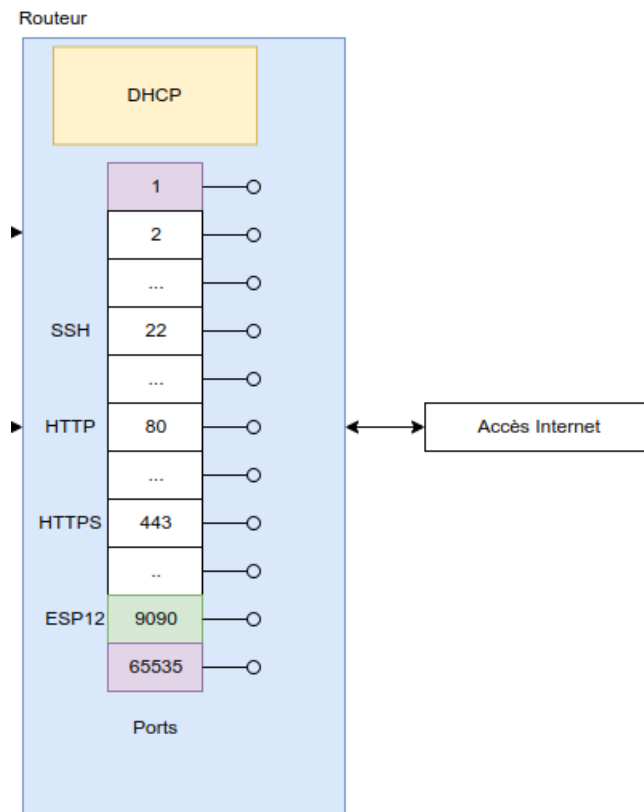 Routeur
DHCP
1
2
...
SSH 22
...
HTTP 80
Accès Internet
...
HTTPS 443
..
ESP12 9090
65535
Ports